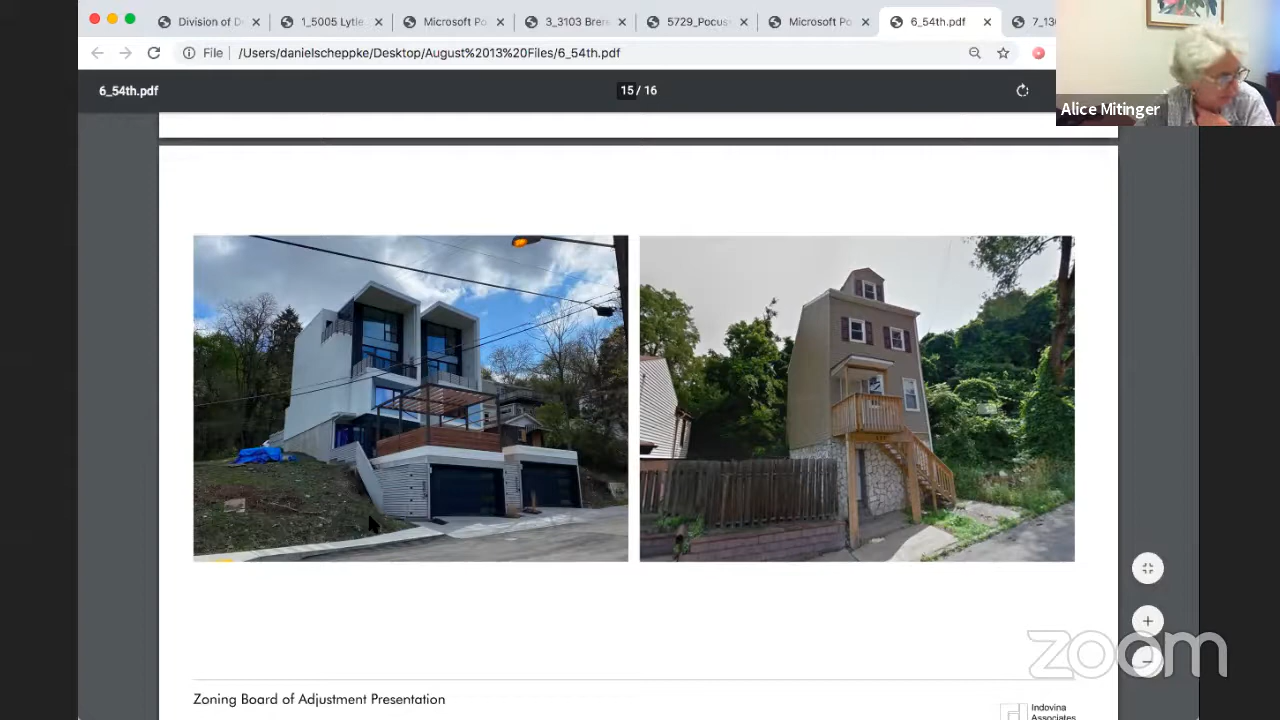 Division of D
1_5005 Lytle
Microsoft Po
3_3103 Brer
5729_Pocus
Microsoft Po
6_54th.pdf
File
/Users/danielscheppke/Desktop/August%2013%20Files/6_54th.pdf
6_54th.pdf
15 / 16
Alice Mitinger
zoom
Zoning Board of Adjustment Presentation
Indovina
Associates